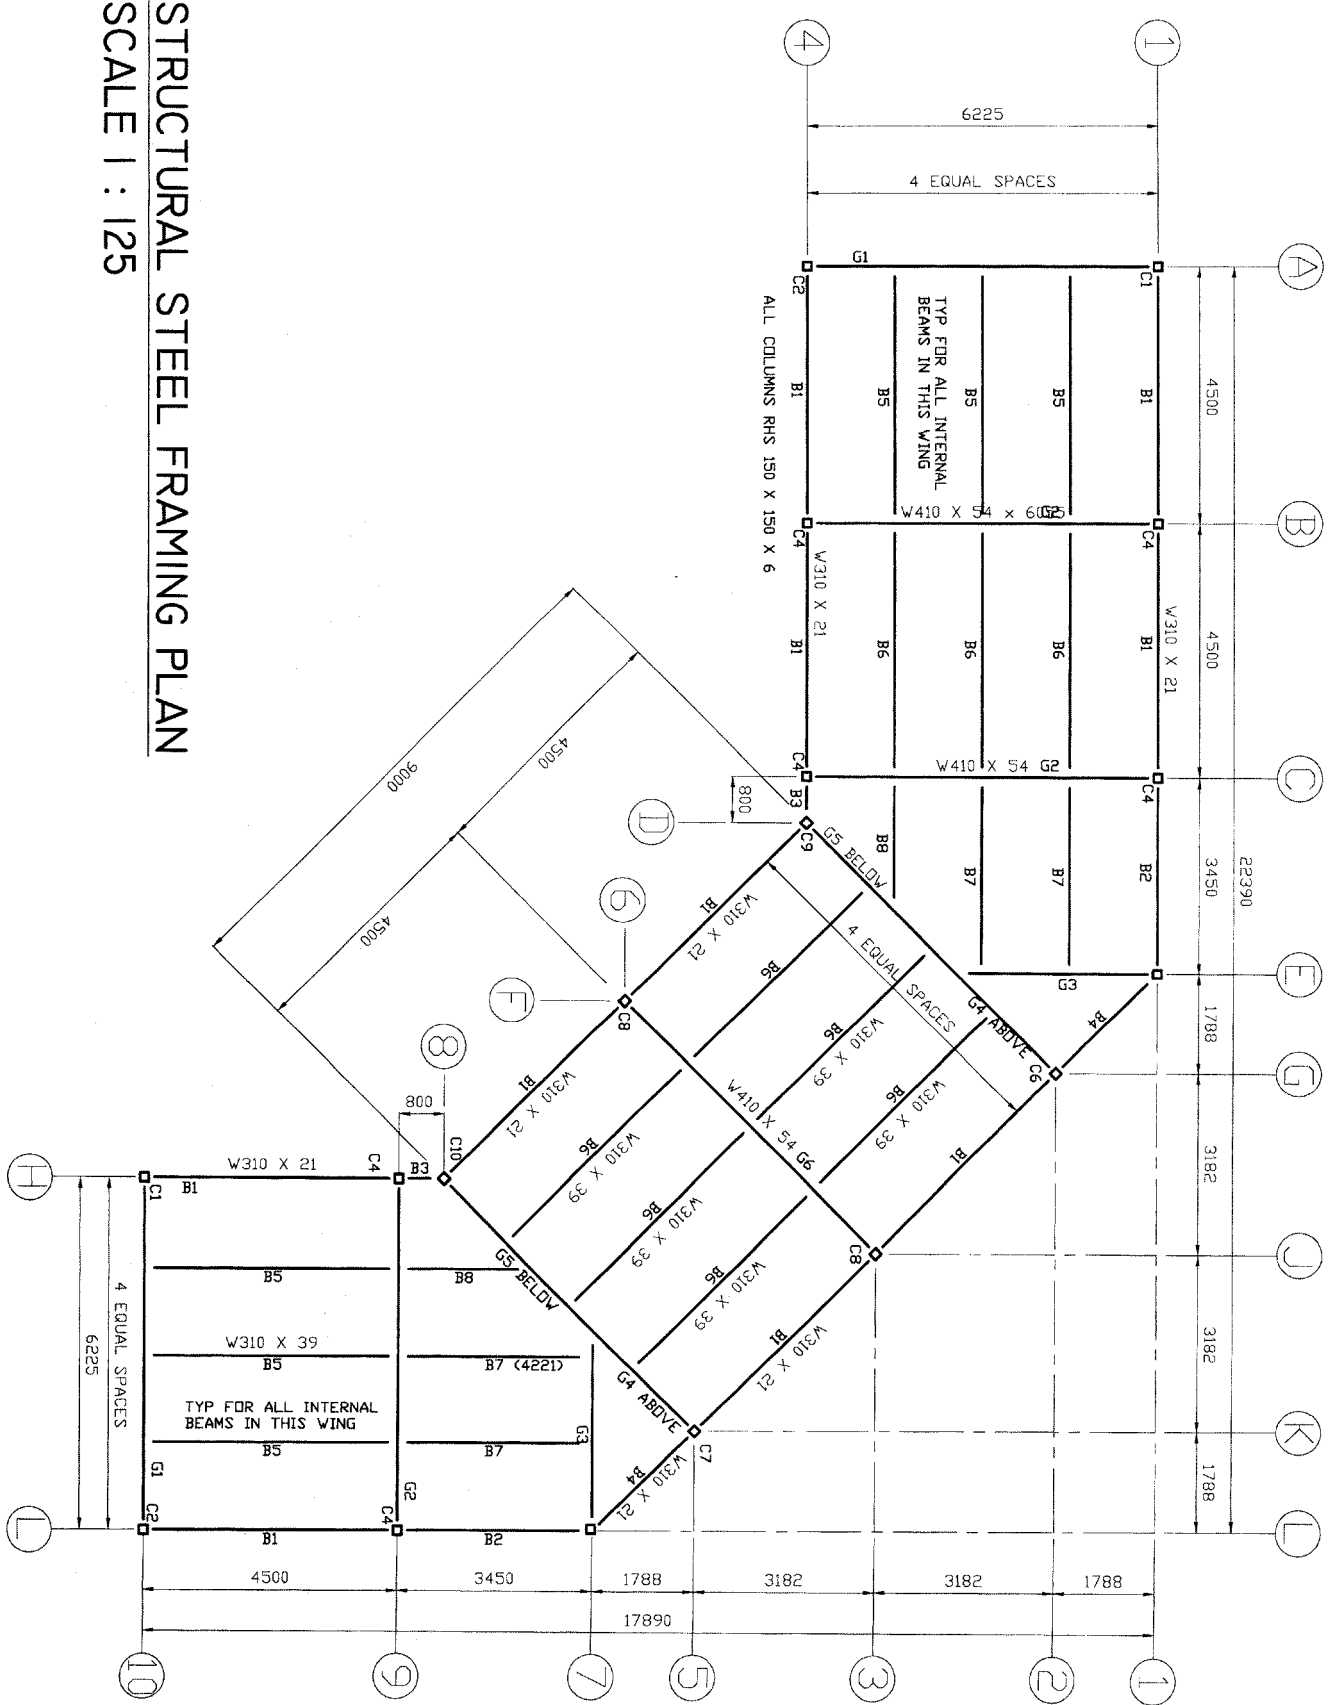 STRUCTURAL STEEL FRAMING PLAN
SCALE 1 : 125
4
1
6225
4 EQUAL SPACES
A
G1
C2
C1
4500
TYP FOR ALL INTERNAL
BEAMS IN THIS WING
ALL COLUMNS RHS 150 X 150 X 6
B1
B5
B5
B5
B1
22390
B
W410 X 54 x
C4
C4
4500
W310 X 21
W310 X 21
B1
B6
B6
B6
B1
C
W410 X 54 G2
C4
C4
800
B3
D
C9
G5 BELOW
B8
B7
B7
B2
3450
E
G3
B4
1788
G
C6
G4 ABOVE
4 EQUAL SPACES
9000
4500
4500
6
F
8
B1
W310 X 21
B6
B6
W310 X 39
B6
W310 X 39
B1
3182
C8
W410 X 54 G6
C8
J
B1
W310 X 21
B6
W310 X 39
B6
W310 X 39
B6
W310 X 39
B1
W310 X 21
3182
800
C10
G5 BELOW
G4 ABOVE
C7
K
B4
W310 X 21
1788
L
H
W310 X 21
B1
C1
C4
B3
B5
B8
4 EQUAL SPACES
6225
W310 X 39
B5
B7 (4221)
TYP FOR ALL INTERNAL
BEAMS IN THIS WING
B5
B7
G3
G1
G2
C2
C4
B1
B2
L
4500
3450
1788
3182
3182
1788
17890
10
9
7
5
3
2
1